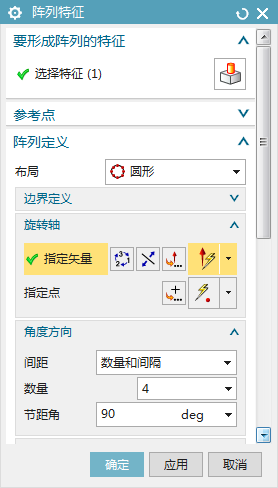 阵列特征
要形成阵列的特征
选择特征 (1)
参考点
阵列定义
布局 圆形
边界定义
旋转轴
指定矢量
指定点
角度方向
间距 数量和间隔
数量 4
节距角 90 deg
确定 应用 取消